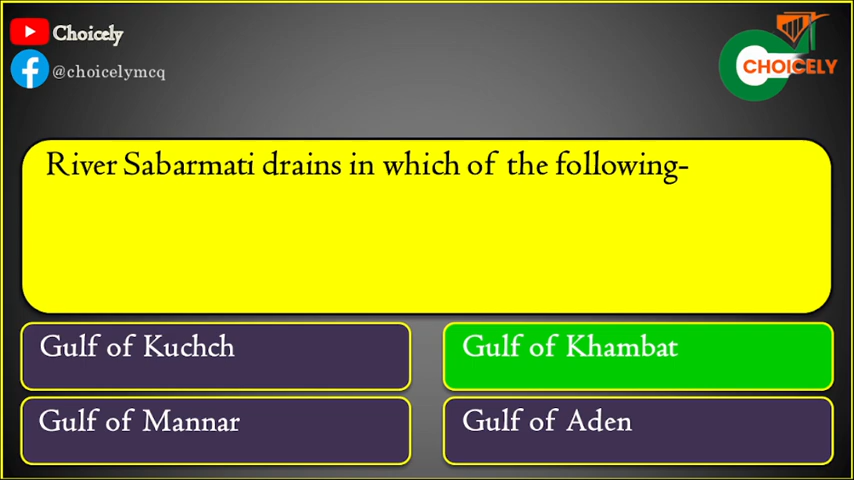 Choicely
@choicelymcq
CHOICELY
River Sabarmati drains in which of the following-
Gulf of Kuchch
Gulf of Khambat
Gulf of Mannar
Gulf of Aden